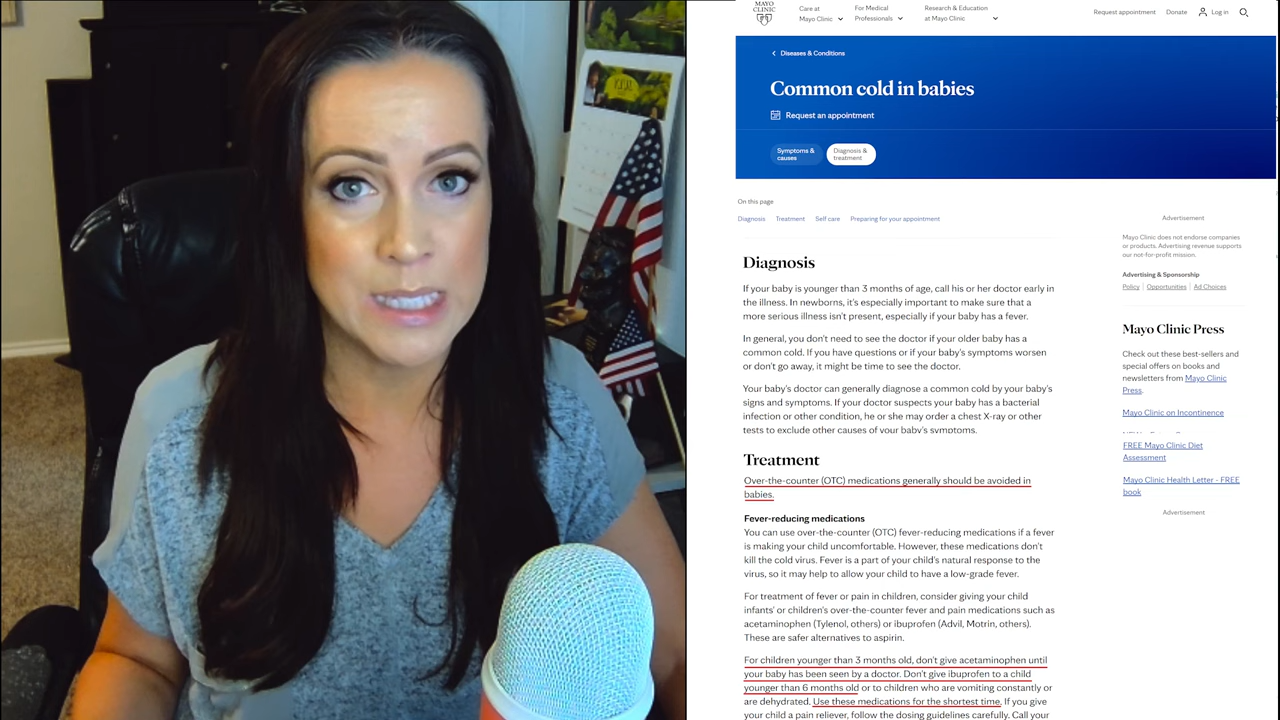 MAYO
CLINIC
Care at
Mayo Clinic
For Medical
Professionals
Research & Education
at Mayo Clinic
Request appointment
Donate
Log in
Diseases & Conditions
Common cold in babies
Request an appointment
Symptoms &
causes
Diagnosis &
treatment
On this page
Diagnosis
Treatment
Self care
Preparing for your appointment
Diagnosis
If your baby is younger than 3 months of age, call his or her doctor early in
the illness. In newborns, it's especially important to make sure that a
more serious illness isn't present, especially if your baby has a fever.
In general, you don't need to see the doctor if your older baby has a
common cold. If you have questions or if your baby's symptoms worsen
or don't go away, it might be time to see the doctor.
Your baby's doctor can generally diagnose a common cold by your baby's
signs and symptoms. If your doctor suspects your baby has a bacterial
infection or other condition, he or she may order a chest X-ray or other
tests to exclude other causes of your baby's symptoms.
Treatment
Over-the-counter (OTC) medications generally should be avoided in
babies.
Fever-reducing medications
You can use over-the-counter (OTC) fever-reducing medications if a fever
is making your child uncomfortable. However, these medications don't
kill the cold virus. Fever is a part of your child's natural response to the
virus, so it may help to allow your child to have a low-grade fever.
For treatment of fever or pain in children, consider giving your child
infants' or children's over-the-counter fever and pain medications such as
acetaminophen (Tylenol, others) or ibuprofen (Advil, Motrin, others).
These are safer alternatives to aspirin.
For children younger than 3 months old, don't give acetaminophen until
your baby has been seen by a doctor. Don't give ibuprofen to a child
younger than 6 months old or to children who are vomiting constantly or
are dehydrated. Use these medications for the shortest time. If you give
your child a pain reliever, follow the dosing guidelines carefully. Call your
Advertisement
Mayo Clinic does not endorse companies
or products. Advertising revenue supports
our not-for-profit mission.
Advertising & Sponsorship
Policy
Opportunities
Ad Choices
Mayo Clinic Press
Check out these best-sellers and
special offers on books and
newsletters from Mayo Clinic
Press.
Mayo Clinic on Incontinence
FREE Mayo Clinic Diet
Assessment
Mayo Clinic Health Letter - FREE
book
Advertisement